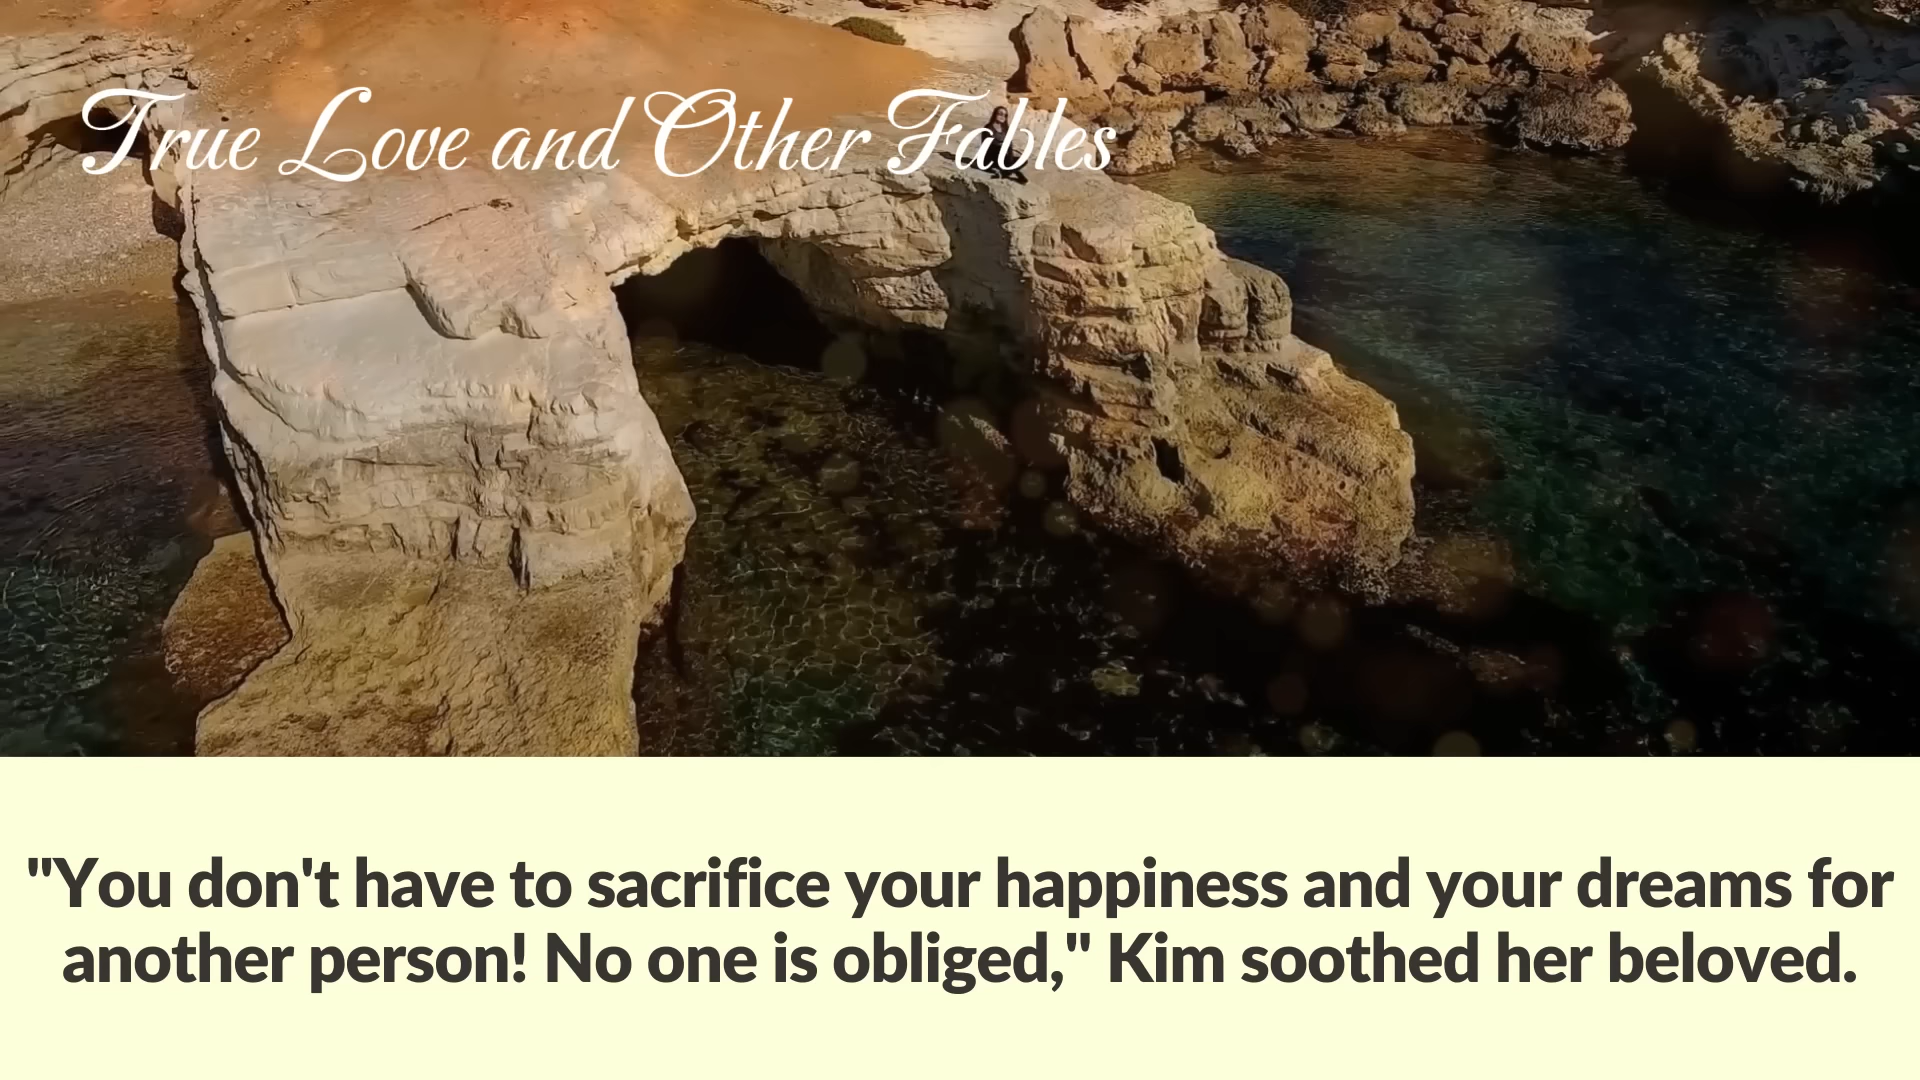 True Love and Other Fables
"You don't have to sacrifice your happiness and your dreams for
another person! No one is obliged," Kim soothed her beloved.